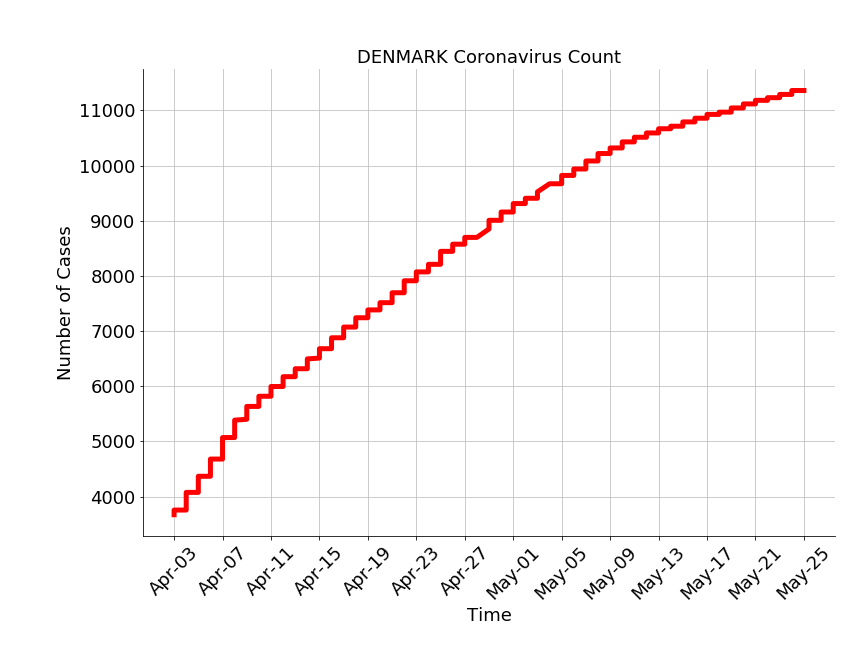 DENMARK Coronavirus Count
11000
10000
9000
8000
7000
6000
5000
4000
Number of Cases
Apr-03
Apr-07
Apr-11
Apr-15
Apr-19
Apr-23
Apr-27
May-01
May-05
May-09
May-13
May-17
May-21
May-25
Time